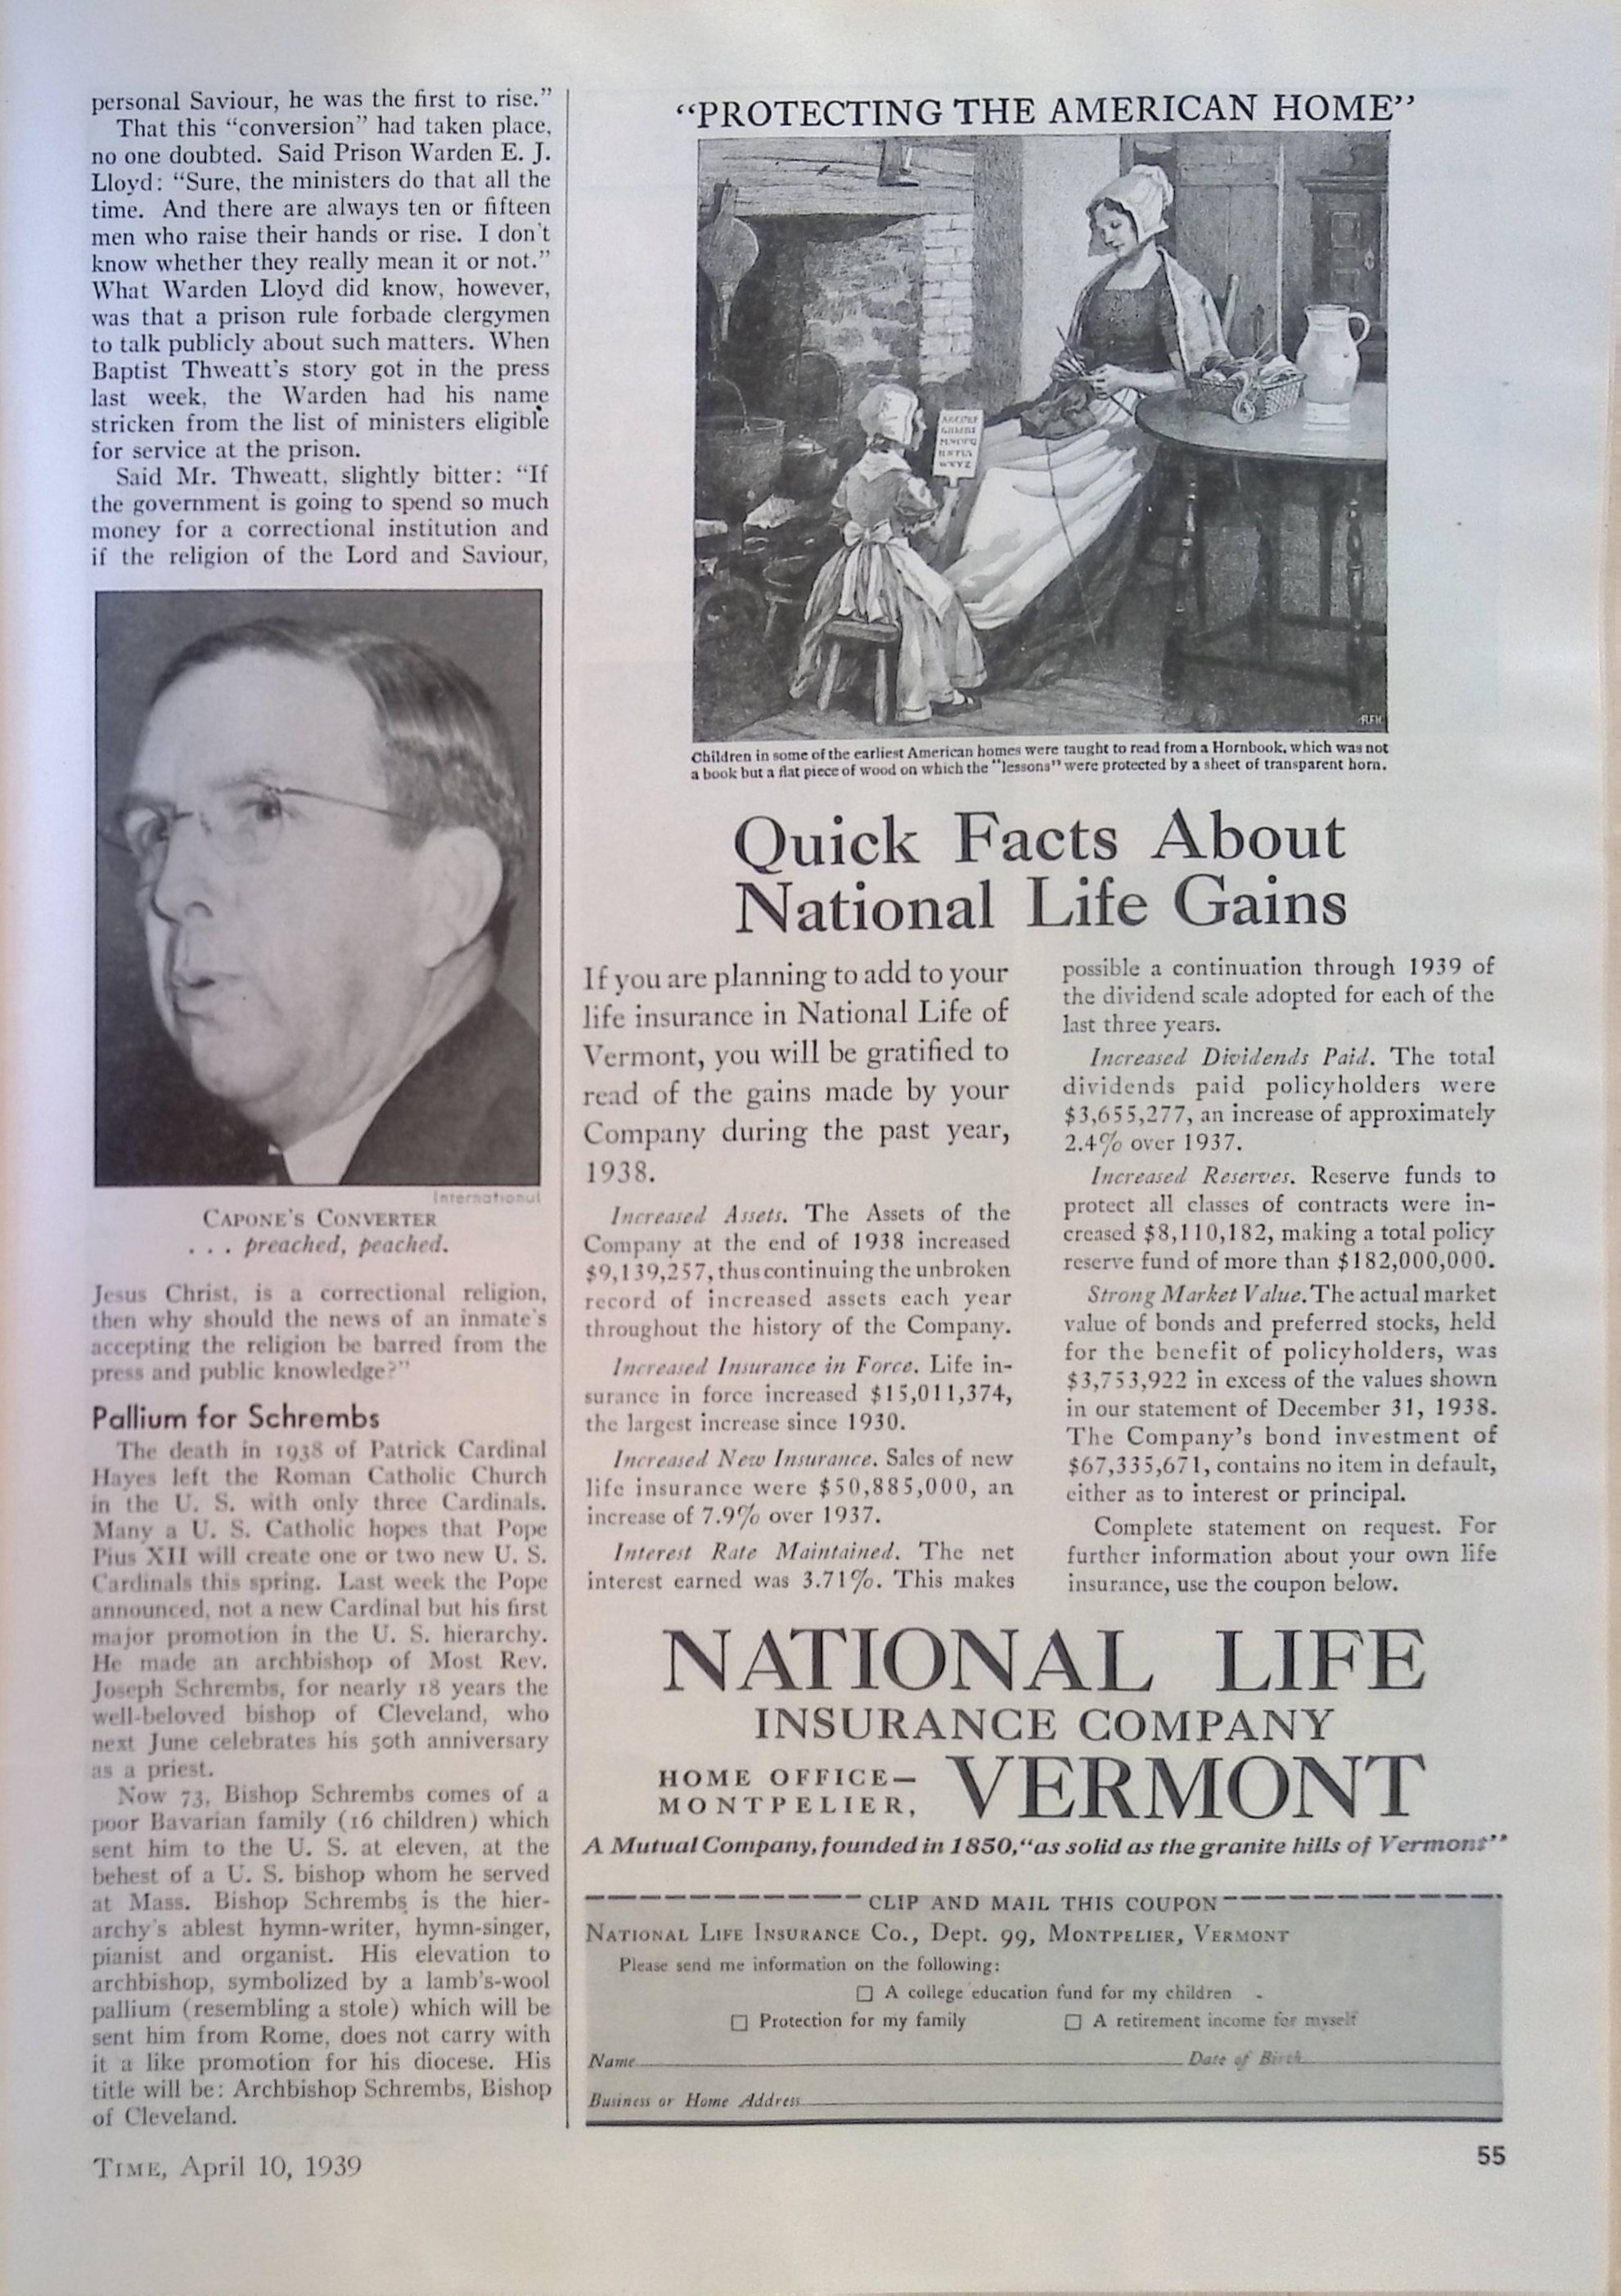 personal Saviour, he was the first to rise.”
That this “conversion” had taken place,
no one doubted. Said Prison Warden E. J.
Lloyd: “Sure, the ministers do that all the
time. And there are always ten or fifteen
men who raise their hands or rise. I don't
know whether they really mean it or not.”
What Warden Lloyd did know, however,
was that a prison rule forbade clergymen
to talk publicly about such matters. When
Baptist Thweatt's story got in the press
last week, the Warden had his name
stricken from the list of ministers eligible
for service at the prison.
Said Mr. Thweatt, slightly bitter: “If
the government is going to spend so much
money for a correctional institution and
if the religion of the Lord and Saviour,
International
CAPONE'S CONVERTER
. . . preached, peached.
Jesus Christ, is a correctional religion,
then why should the news of an inmate's
accepting the religion be barred from the
press and public knowledge?”
Pallium for Schrembs
The death in 1938 of Patrick Cardinal
Hayes left the Roman Catholic Church
in the U. S. with only three Cardinals.
Many a U. S. Catholic hopes that Pope
Pius XII will create one or two new U. S.
Cardinals this spring. Last week the Pope
announced, not a new Cardinal but his first
major promotion in the U. S. hierarchy.
He made an archbishop of Most Rev.
Joseph Schrembs, for nearly 18 years the
well-beloved bishop of Cleveland, who
next June celebrates his 50th anniversary
as a priest.
Now 73, Bishop Schrembs comes of a
poor Bavarian family (16 children) which
sent him to the U. S. at eleven, at the
behest of a U. S. bishop whom he served
at Mass. Bishop Schrembs is the hier-
archy's ablest hymn-writer, hymn-singer,
pianist and organist. His elevation to
archbishop, symbolized by a lamb's-wool
pallium (resembling a stole) which will be
sent him from Rome, does not carry with
it a like promotion for his diocese. His
title will be: Archbishop Schrembs, Bishop
of Cleveland.
“PROTECTING THE AMERICAN HOME”
WXYZ
Children in some of the earliest American homes were taught to read from a Hornbook, which was not
a book but a flat piece of wood on which the “lessons” were protected by a sheet of transparent horn.
Quick Facts About
National Life Gains
If you are planning to add to your
life insurance in National Life of
Vermont, you will be gratified to
read of the gains made by your
Company during the past year,
1938.
Increased Assets. The Assets of the
Company at the end of 1938 increased
$9,139,257, thus continuing the unbroken
record of increased assets each year
throughout the history of the Company.
Increased Insurance in Force. Life in-
surance in force increased $15,011,374,
the largest increase since 1930.
Increased New Insurance. Sales of new
life insurance were $50,885,000, an
increase of 7.9% over 1937.
Interest Rate Maintained. The net
interest earned was 3.71%. This makes
possible a continuation through 1939 of
the dividend scale adopted for each of the
last three years.
Increased Dividends Paid. The total
dividends paid policyholders were
$3,655,277, an increase of approximately
2.4% over 1937.
Increased Reserves. Reserve funds to
protect all classes of contracts were in-
creased $8,110,182, making a total policy
reserve fund of more than $182,000,000.
Strong Market Value. The actual market
value of bonds and preferred stocks, held
for the benefit of policyholders, was
$3,753,922 in excess of the values shown
in our statement of December 31, 1938.
The Company's bond investment of
$67,335,671, contains no item in default,
either as to interest or principal.
Complete statement on request. For
further information about your own life
insurance, use the coupon below.
NATIONAL LIFE
INSURANCE COMPANY
HOME OFFICE—
MONTPELIER, VERMONT
A Mutual Company, founded in 1850, “as solid as the granite hills of Vermont”
CLIP AND MAIL THIS COUPON
NATIONAL LIFE INSURANCE Co., Dept. 99, MONTPELIER, VERMONT
Please send me information on the following:
☐ A college education fund for my children
☐ Protection for my family ☐ A retirement income for myself
Name Date of Birth
Business or Home Address
TIME, April 10, 1939
55